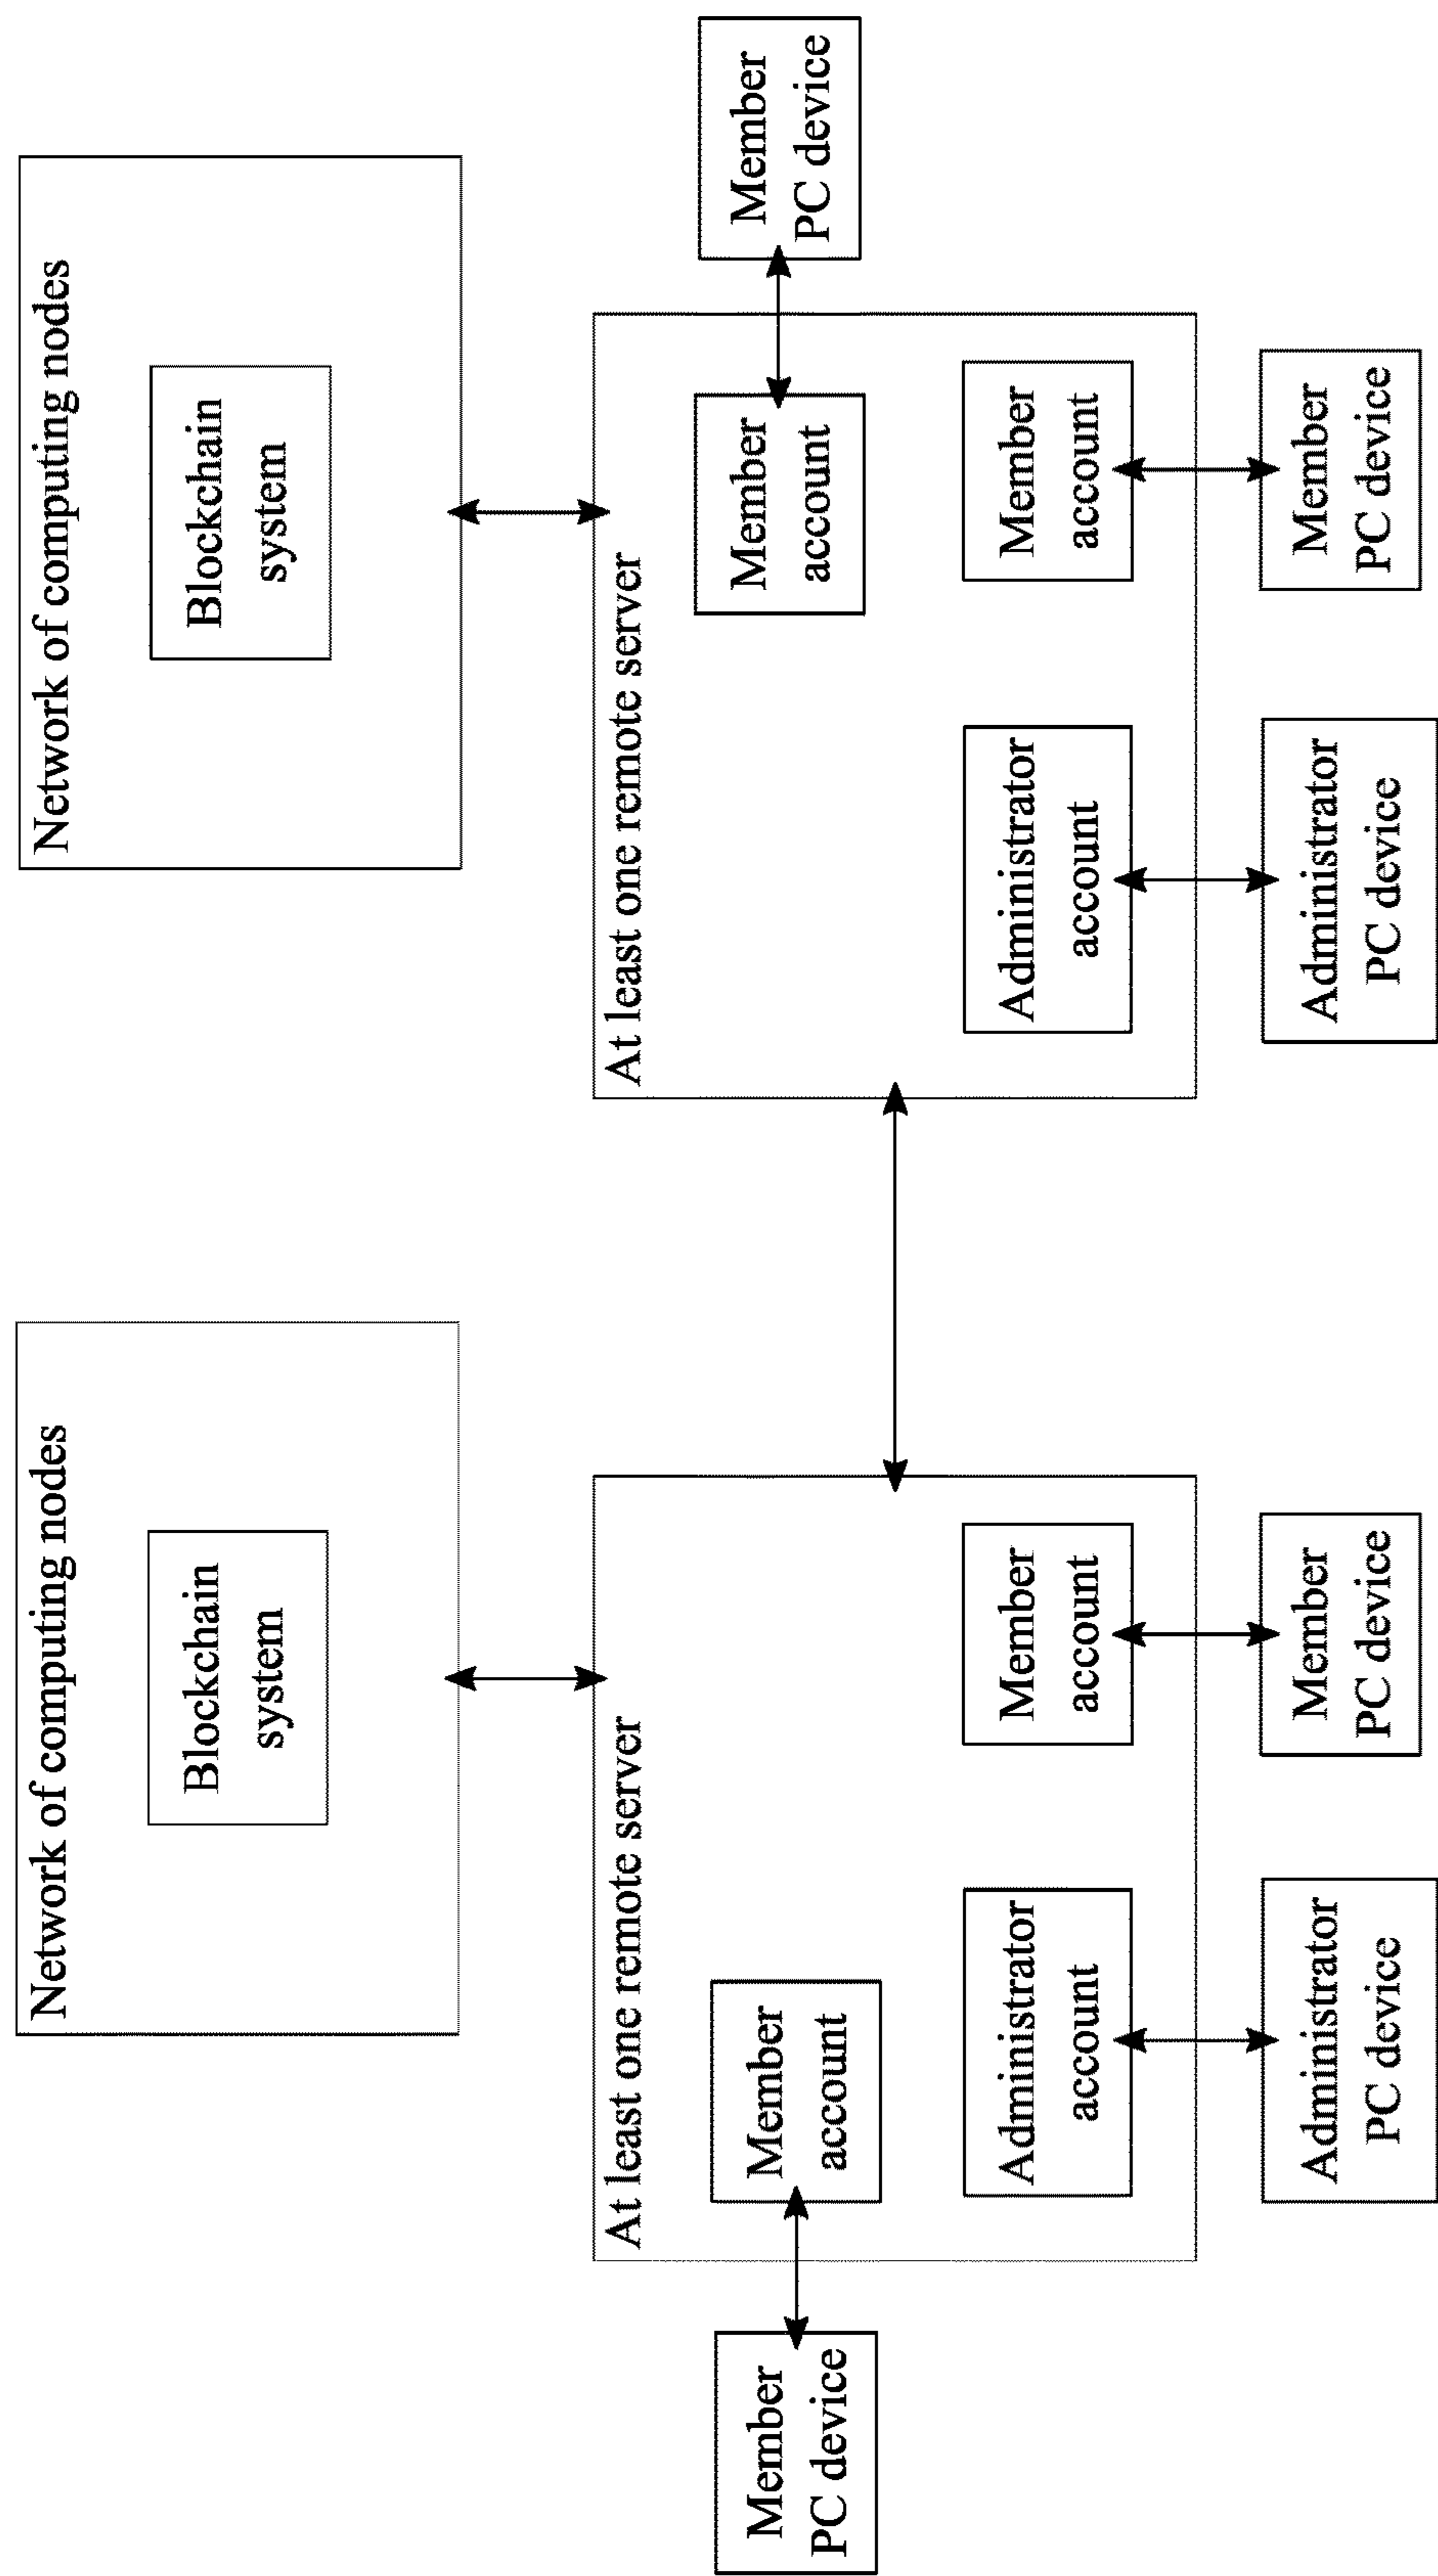 Network of computing nodes
Blockchain
system
Network of computing nodes
Blockchain
system
At least one remote server
Member
PC device
Member
account
Administrator
account
Member
account
Administrator
PC device
Member
PC device
At least one remote server
Member
account
Member
PC device
Administrator
account
Member
account
Administrator
PC device
Member
PC device